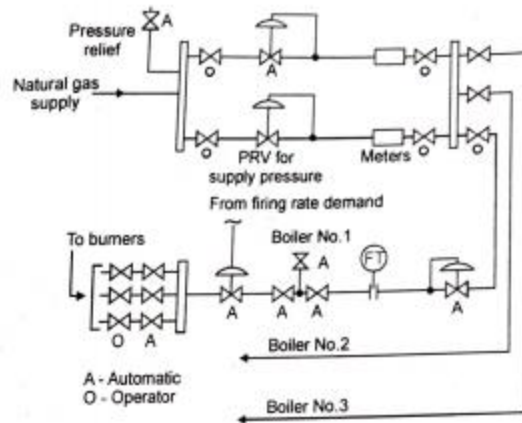 A
Pressure
relief
Natural gas
supply
O
A
O
O
O
PRV for
supply pressure
Meters
O
O
From firing rate demand
To burners
Boiler No.1
A
FT
A
A
A
A
O
A
Boiler No.2
A - Automatic
O - Operator
Boiler No.3